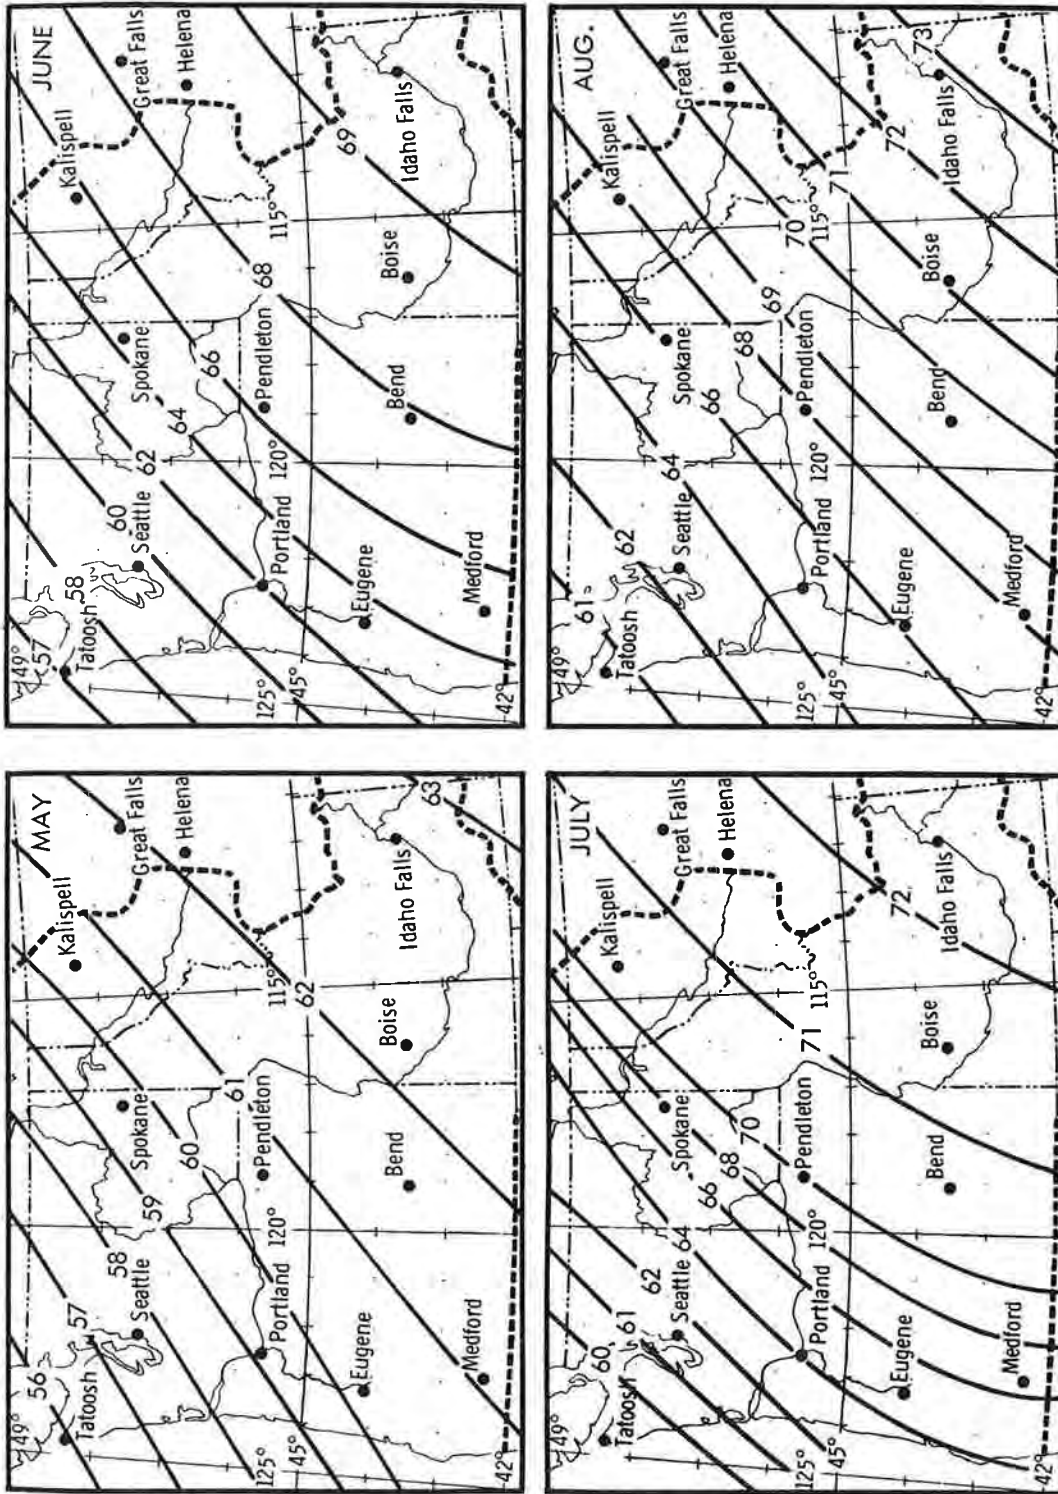 MAY
49°
56
Tatoosh
57
Seattle
58
59
Spokane
Kalispell
Great Falls
Helena
60
61
Pendleton
Portland
125°
45°
120°
115°
62
Eugene
Bend
Boise
Idaho Falls
63
Medford
42°
JUNE
49°
57
Tatoosh
58
Seattle
60
62
64
Spokane
Kalispell
Great Falls
Helena
66
68
Pendleton
Portland
125°
45°
120°
115°
69
Eugene
Bend
Boise
Idaho Falls
Medford
42°
JULY
49°
60
Tatoosh
61
62
Seattle
64
66
Spokane
Kalispell
Great Falls
Helena
68
70
Pendleton
Portland
125°
45°
120°
115°
71
72
Eugene
Bend
Boise
Idaho Falls
Medford
42°
AUG.
49°
61
Tatoosh
62
Seattle
64
66
Spokane
Kalispell
Great Falls
Helena
68
69
70
Pendleton
Portland
125°
45°
120°
115°
71
72
73
Eugene
Bend
Boise
Idaho Falls
Medford
42°